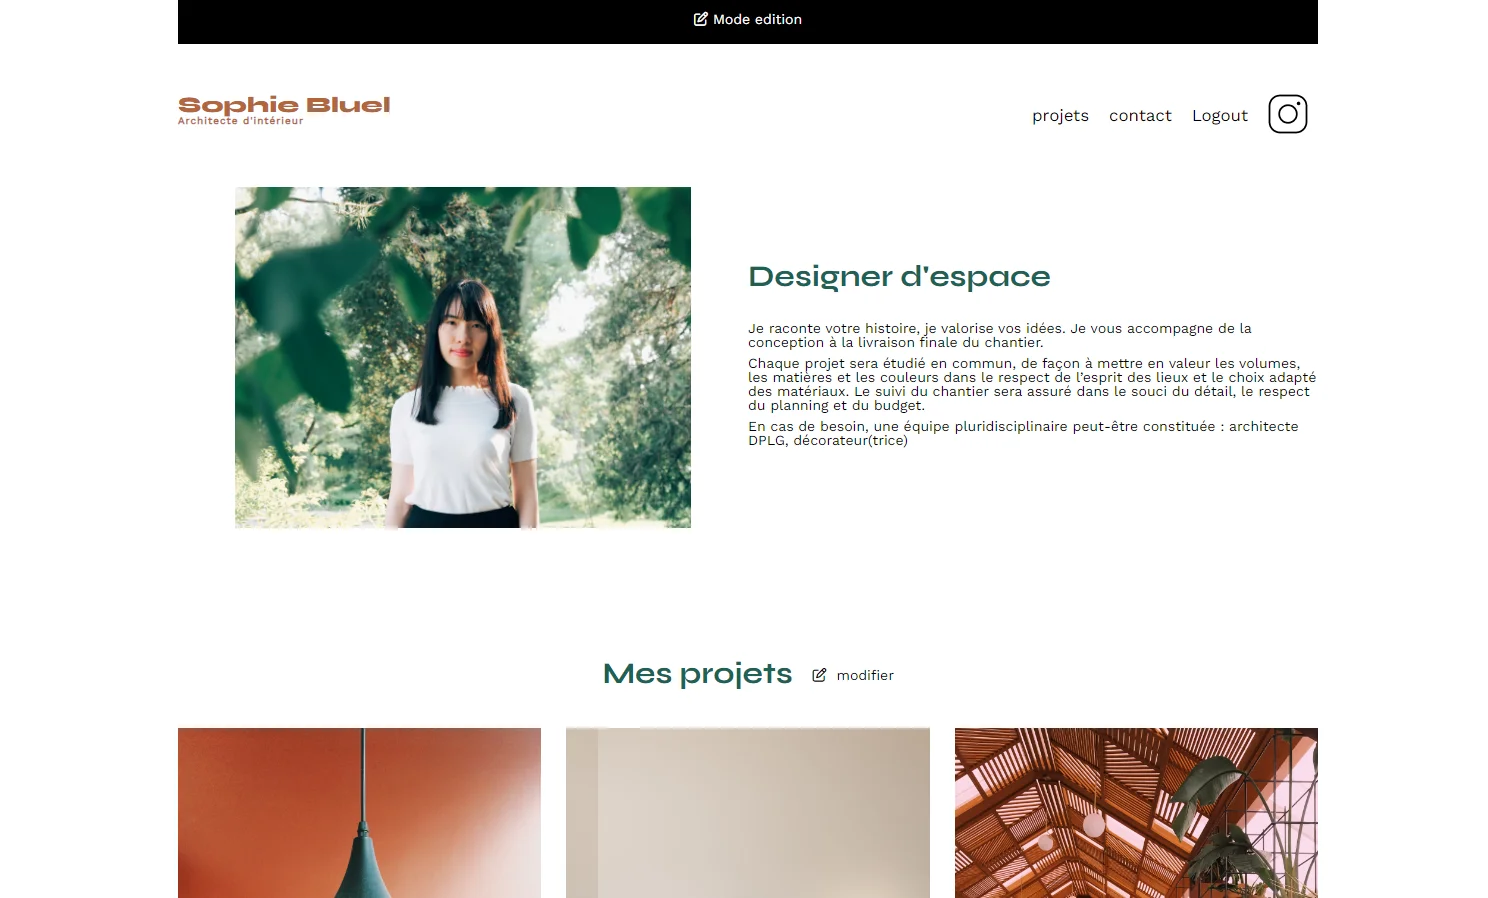 Mode edition
Sophie Bluel
Architecte d'intérieur
projets contact Logout
Designer d'espace
Je raconte votre histoire, je valorise vos idées. Je vous accompagne de la
conception à la livraison finale du chantier.
Chaque projet sera étudié en commun, de façon à mettre en valeur les volumes,
les matières et les couleurs dans le respect de l’esprit des lieux et le choix adapté
des matériaux. Le suivi du chantier sera assuré dans le souci du détail, le respect
du planning et du budget.
En cas de besoin, une équipe pluridisciplinaire peut-être constituée : architecte
DPLG, décorateur(trice)
Mes projets modifier